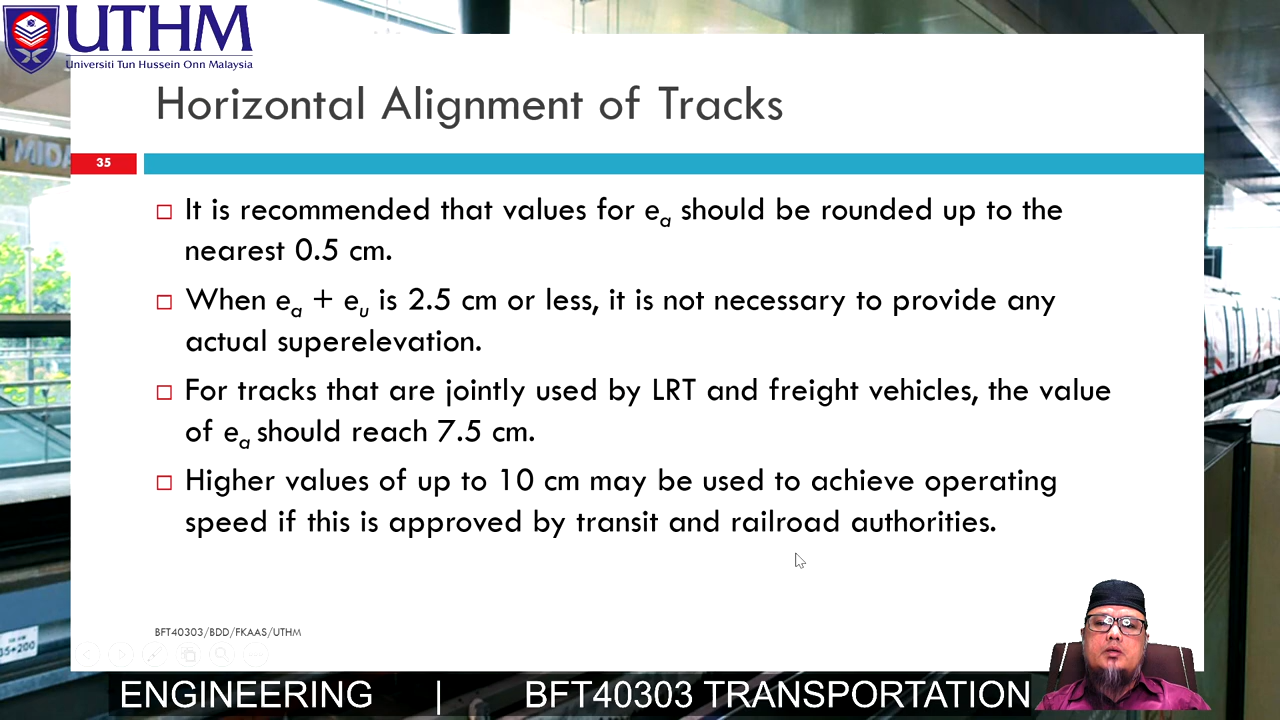 UTHM
Universiti Tun Hussein Onn Malaysia
Horizontal Alignment of Tracks
MIDA
35
□ It is recommended that values for eₐ should be rounded up to the
nearest 0.5 cm.
□ When eₐ + eᵤ is 2.5 cm or less, it is not necessary to provide any
actual superelevation.
□ For tracks that are jointly used by LRT and freight vehicles, the value
of eₐ should reach 7.5 cm.
□ Higher values of up to 10 cm may be used to achieve operating
speed if this is approved by transit and railroad authorities.
BFT40303/BDD/FKAAS/UTHM
ENGINEERING | BFT40303 TRANSPORTATION